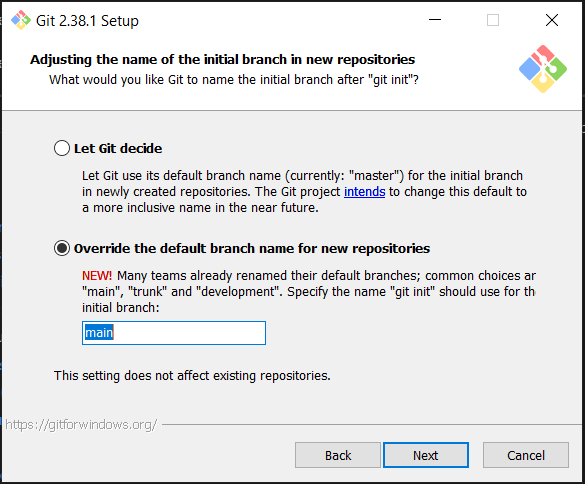 Git 2.38.1 Setup
Adjusting the name of the initial branch in new repositories
What would you like Git to name the initial branch after "git init"?
Let Git decide
Let Git use its default branch name (currently: "master") for the initial branch
in newly created repositories. The Git project intends to change this default to
a more inclusive name in the near future.
Override the default branch name for new repositories
NEW! Many teams already renamed their default branches; common choices ar
"main", "trunk" and "development". Specify the name "git init" should use for th
initial branch:
main
This setting does not affect existing repositories.
https://gitforwindows.org/
Back
Next
Cancel